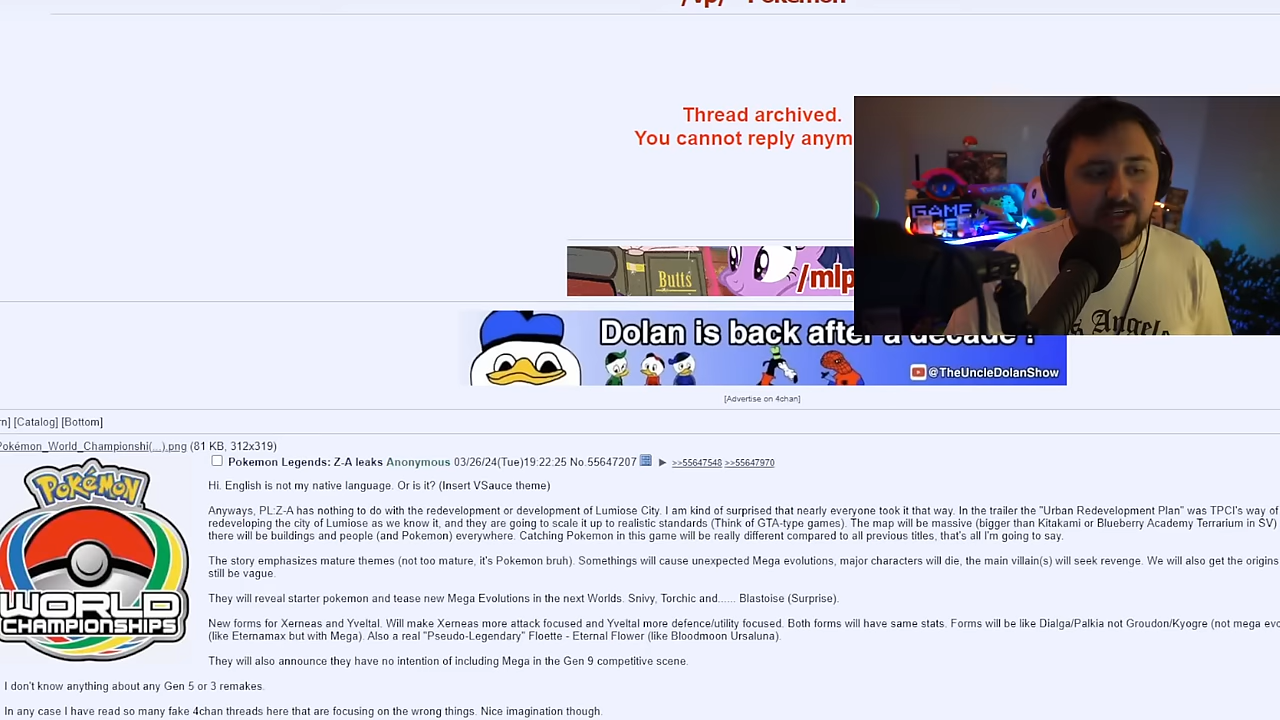 /vp/ - Pokémon
Thread archived.
You cannot reply anym
GAME
Butts
/mlp
Dolan is back after a decade !
@TheUncleDolanShow
[Advertise on 4chan]
rn] [Catalog] [Bottom]
Pokémon_World_Championshi(...).png (81 KB, 312x319)
Pokemon Legends: Z-A leaks Anonymous 03/26/24(Tue)19:22:25 No.55647207 ▶ >>55647548 >>55647970
Hi. English is not my native language. Or is it? (Insert VSauce theme)
Anyways, PL:Z-A has nothing to do with the redevelopment or development of Lumiose City. I am kind of surprised that nearly everyone took it that way. In the trailer the "Urban Redevelopment Plan" was TPCI's way of
redeveloping the city of Lumiose as we know it, and they are going to scale it up to realistic standards (Think of GTA-type games). The map will be massive (bigger than Kitakami or Blueberry Academy Terrarium in SV)
there will be buildings and people (and Pokemon) everywhere. Catching Pokemon in this game will be really different compared to all previous titles, that's all I'm going to say.
The story emphasizes mature themes (not too mature, it's Pokemon bruh). Somethings will cause unexpected Mega evolutions, major characters will die, the main villain(s) will seek revenge. We will also get the origins
still be vague.
They will reveal starter pokemon and tease new Mega Evolutions in the next Worlds. Snivy, Torchic and...... Blastoise (Surprise).
New forms for Xerneas and Yveltal. Will make Xerneas more attack focused and Yveltal more defence/utility focused. Both forms will have same stats. Forms will be like Dialga/Palkia not Groudon/Kyogre (not mega evo
(like Eternamax but with Mega). Also a real "Pseudo-Legendary" Floette - Eternal Flower (like Bloodmoon Ursaluna).
They will also announce they have no intention of including Mega in the Gen 9 competitive scene.
I don't know anything about any Gen 5 or 3 remakes.
In any case I have read so many fake 4chan threads here that are focusing on the wrong things. Nice imagination though.
POKéMON
WORLD
CHAMPIONSHIPS
Angels